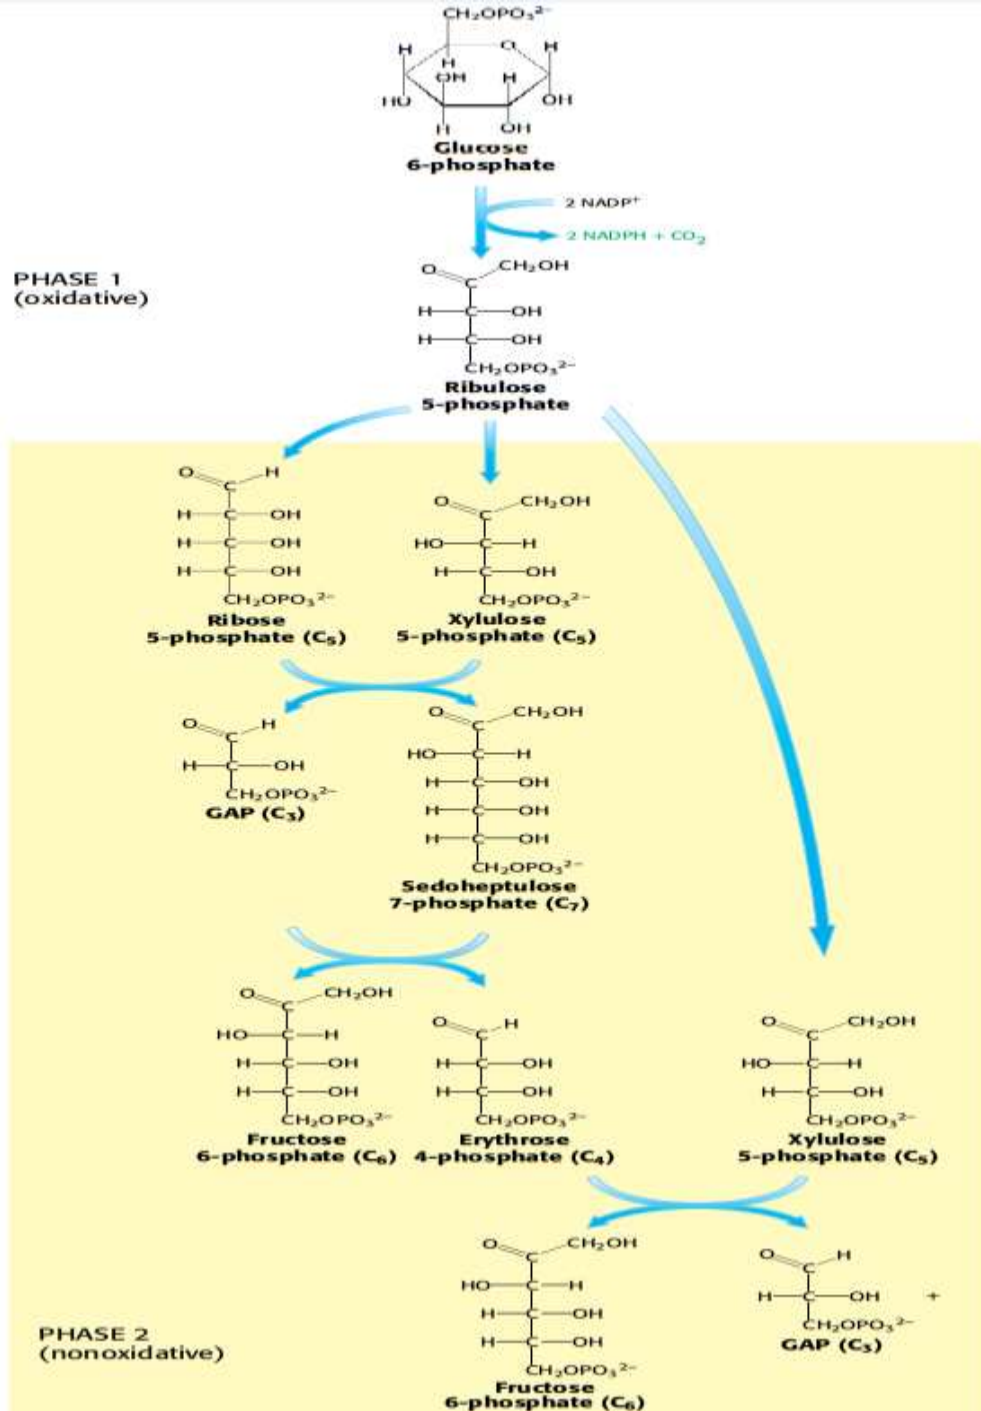 CH₂OPO₃²⁻
H O H
H
OH H
HO OH
H OH
Glucose
6-phosphate
2 NADP⁺
2 NADPH + CO₂
PHASE 1
(oxidative)
O CH₂OH
C
H C OH
H C OH
CH₂OPO₃²⁻
Ribulose
5-phosphate
O H
C
H C OH
H C OH
H C OH
CH₂OPO₃²⁻
Ribose
5-phosphate (C₅)
O CH₂OH
C
HO C H
H C OH
CH₂OPO₃²⁻
Xylulose
5-phosphate (C₅)
O H
C
H C OH
CH₂OPO₃²⁻
GAP (C₃)
O CH₂OH
C
HO C H
H C OH
H C OH
H C OH
CH₂OPO₃²⁻
Sedoheptulose
7-phosphate (C₇)
O CH₂OH
C
HO C H
H C OH
H C OH
CH₂OPO₃²⁻
Fructose
6-phosphate (C₆)
O H
C
H C OH
H C OH
CH₂OPO₃²⁻
Erythrose
4-phosphate (C₄)
O CH₂OH
C
HO C H
H C OH
CH₂OPO₃²⁻
Xylulose
5-phosphate (C₅)
O CH₂OH
C
HO C H
H C OH
H C OH
CH₂OPO₃²⁻
Fructose
6-phosphate (C₆)
O H
C
H C OH +
CH₂OPO₃²⁻
GAP (C₃)
PHASE 2
(nonoxidative)